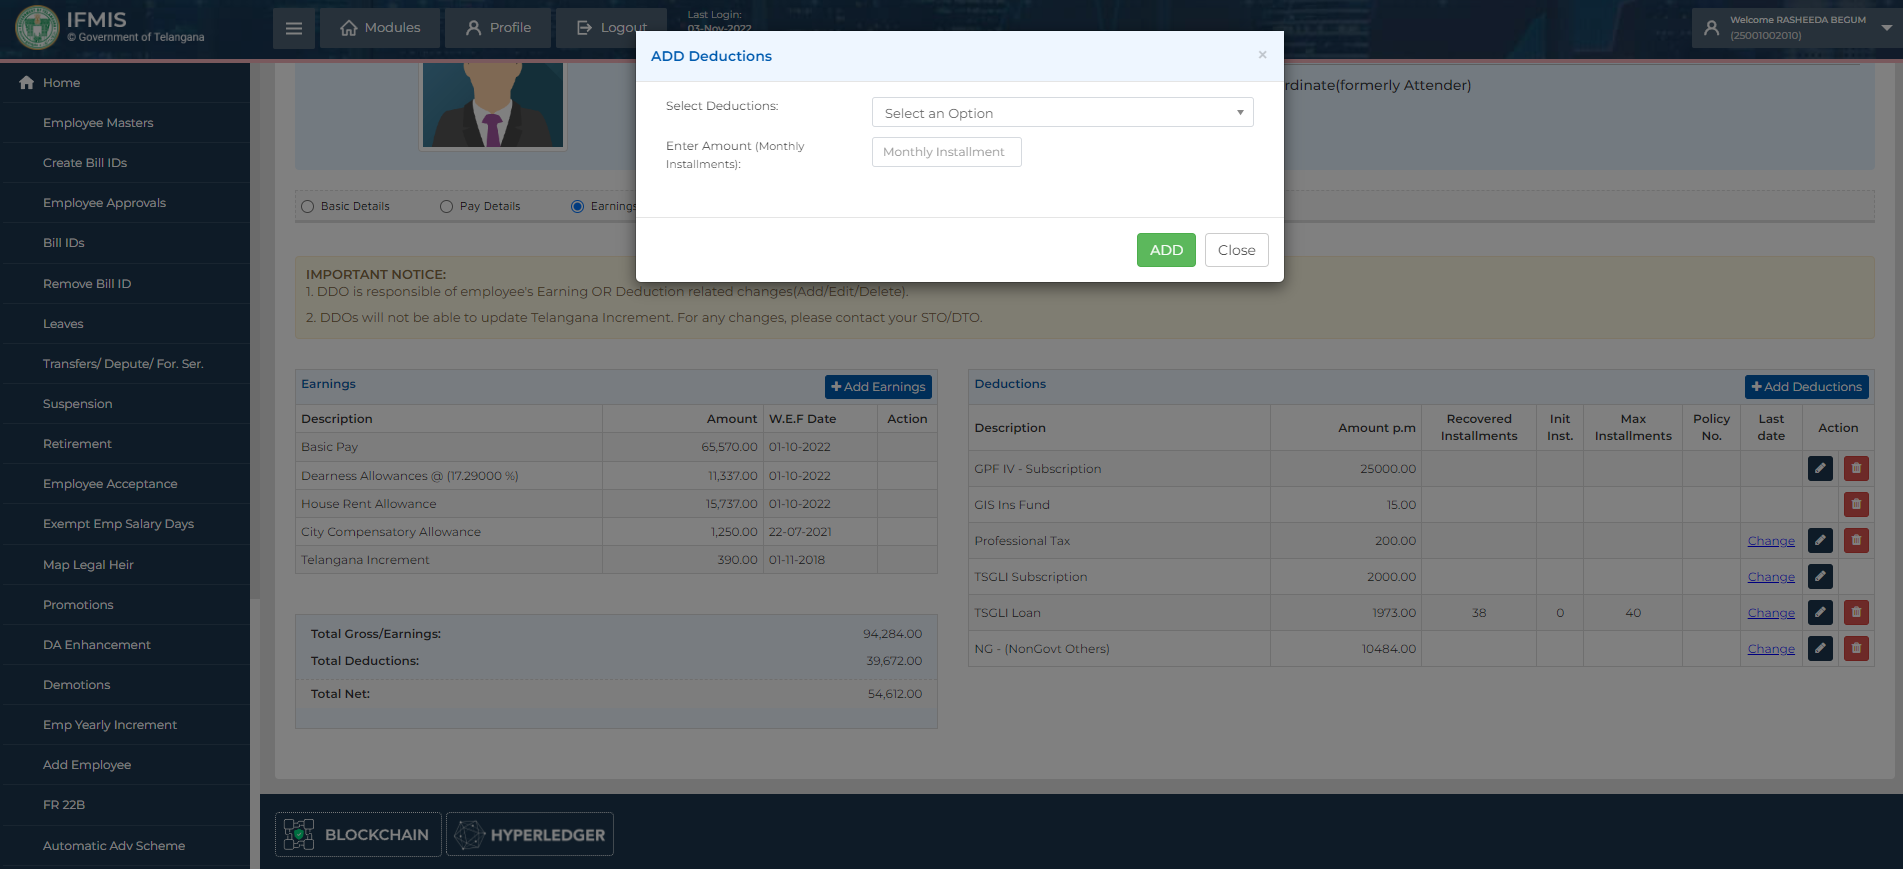 IFMIS
© Government of Telangana
Modules
Profile
Logout
Last Login:
03-Nov-2022
Welcome RASHEEDA BEGUM
(25001002010)
Home
Employee Masters
Create Bill IDs
Employee Approvals
Bill IDs
Remove Bill ID
Leaves
Transfers/ Depute/ For. Ser.
Suspension
Retirement
Employee Acceptance
Exempt Emp Salary Days
Map Legal Heir
Promotions
DA Enhancement
Demotions
Emp Yearly Increment
Add Employee
FR 22B
Automatic Adv Scheme
ADD Deductions
×
Select Deductions:
Select an Option
Enter Amount (Monthly
Installments):
Monthly Installment
ADD
Close
rdinate(formerly Attender)
Basic Details
Pay Details
Earnings
IMPORTANT NOTICE:
1. DDO is responsible of employee's Earning OR Deduction related changes(Add/Edit/Delete).
2. DDOs will not be able to update Telangana Increment. For any changes, please contact your STO/DTO.
Earnings
Add Earnings
Description Amount W.E.F Date Action
Basic Pay 65,570.00 01-10-2022
Dearness Allowances @ (17.29000 %) 11,337.00 01-10-2022
House Rent Allowance 15,737.00 01-10-2022
City Compensatory Allowance 1,250.00 22-07-2021
Telangana Increment 390.00 01-11-2018
Total Gross/Earnings: 94,284.00
Total Deductions: 39,672.00
Total Net: 54,612.00
Deductions
Add Deductions
Description Amount p.m Recovered Installments Init Inst. Max Installments Policy No. Last date Action
GPF IV - Subscription 25000.00
GIS Ins Fund 15.00
Professional Tax 200.00 Change
TSGLI Subscription 2000.00 Change
TSGLI Loan 1973.00 38 0 40 Change
NG - (NonGovt Others) 10484.00 Change
BLOCKCHAIN
HYPERLEDGER